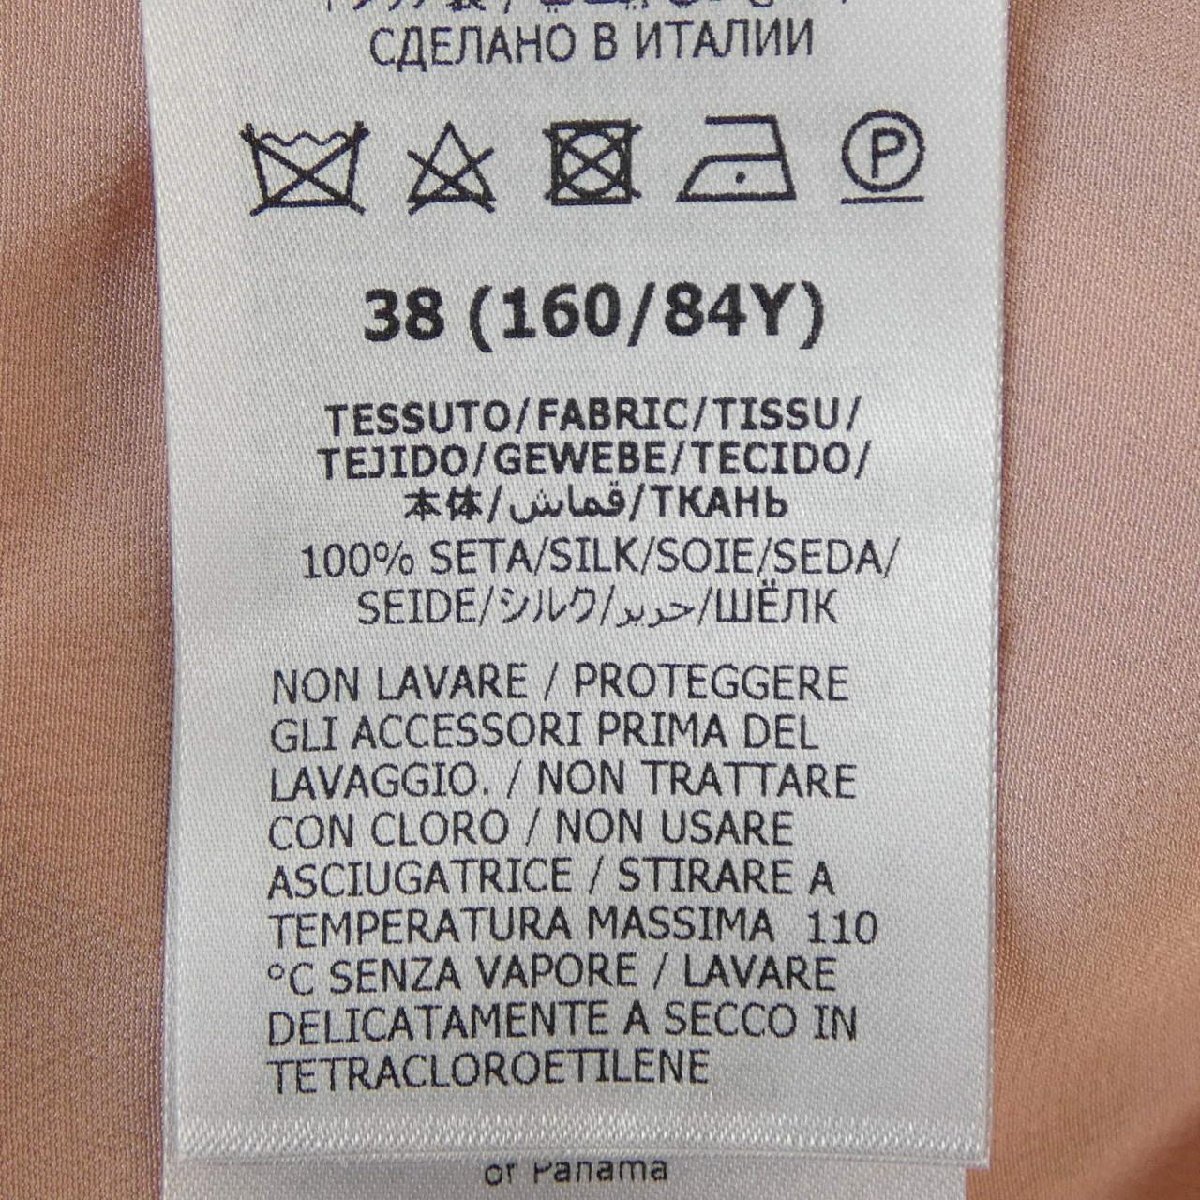 СДЕЛАНО В ИТАЛИИ
P
38 (160/84Y)
TESSUTO/FABRIC/TISSU/
TEJIDO/GEWEBE/TECIDO/
本体/قماش/ТКАНЬ
100% SETA/SILK/SOIE/SEDA/
SEIDE/シルク/حرير/ШЁЛК
NON LAVARE / PROTEGGERE
GLI ACCESSORI PRIMA DEL
LAVAGGIO. / NON TRATTARE
CON CLORO / NON USARE
ASCIUGATRICE / STIRARE A
TEMPERATURA MASSIMA 110
°C SENZA VAPORE / LAVARE
DELICATAMENTE A SECCO IN
TETRACLOROETILENE
or Panama